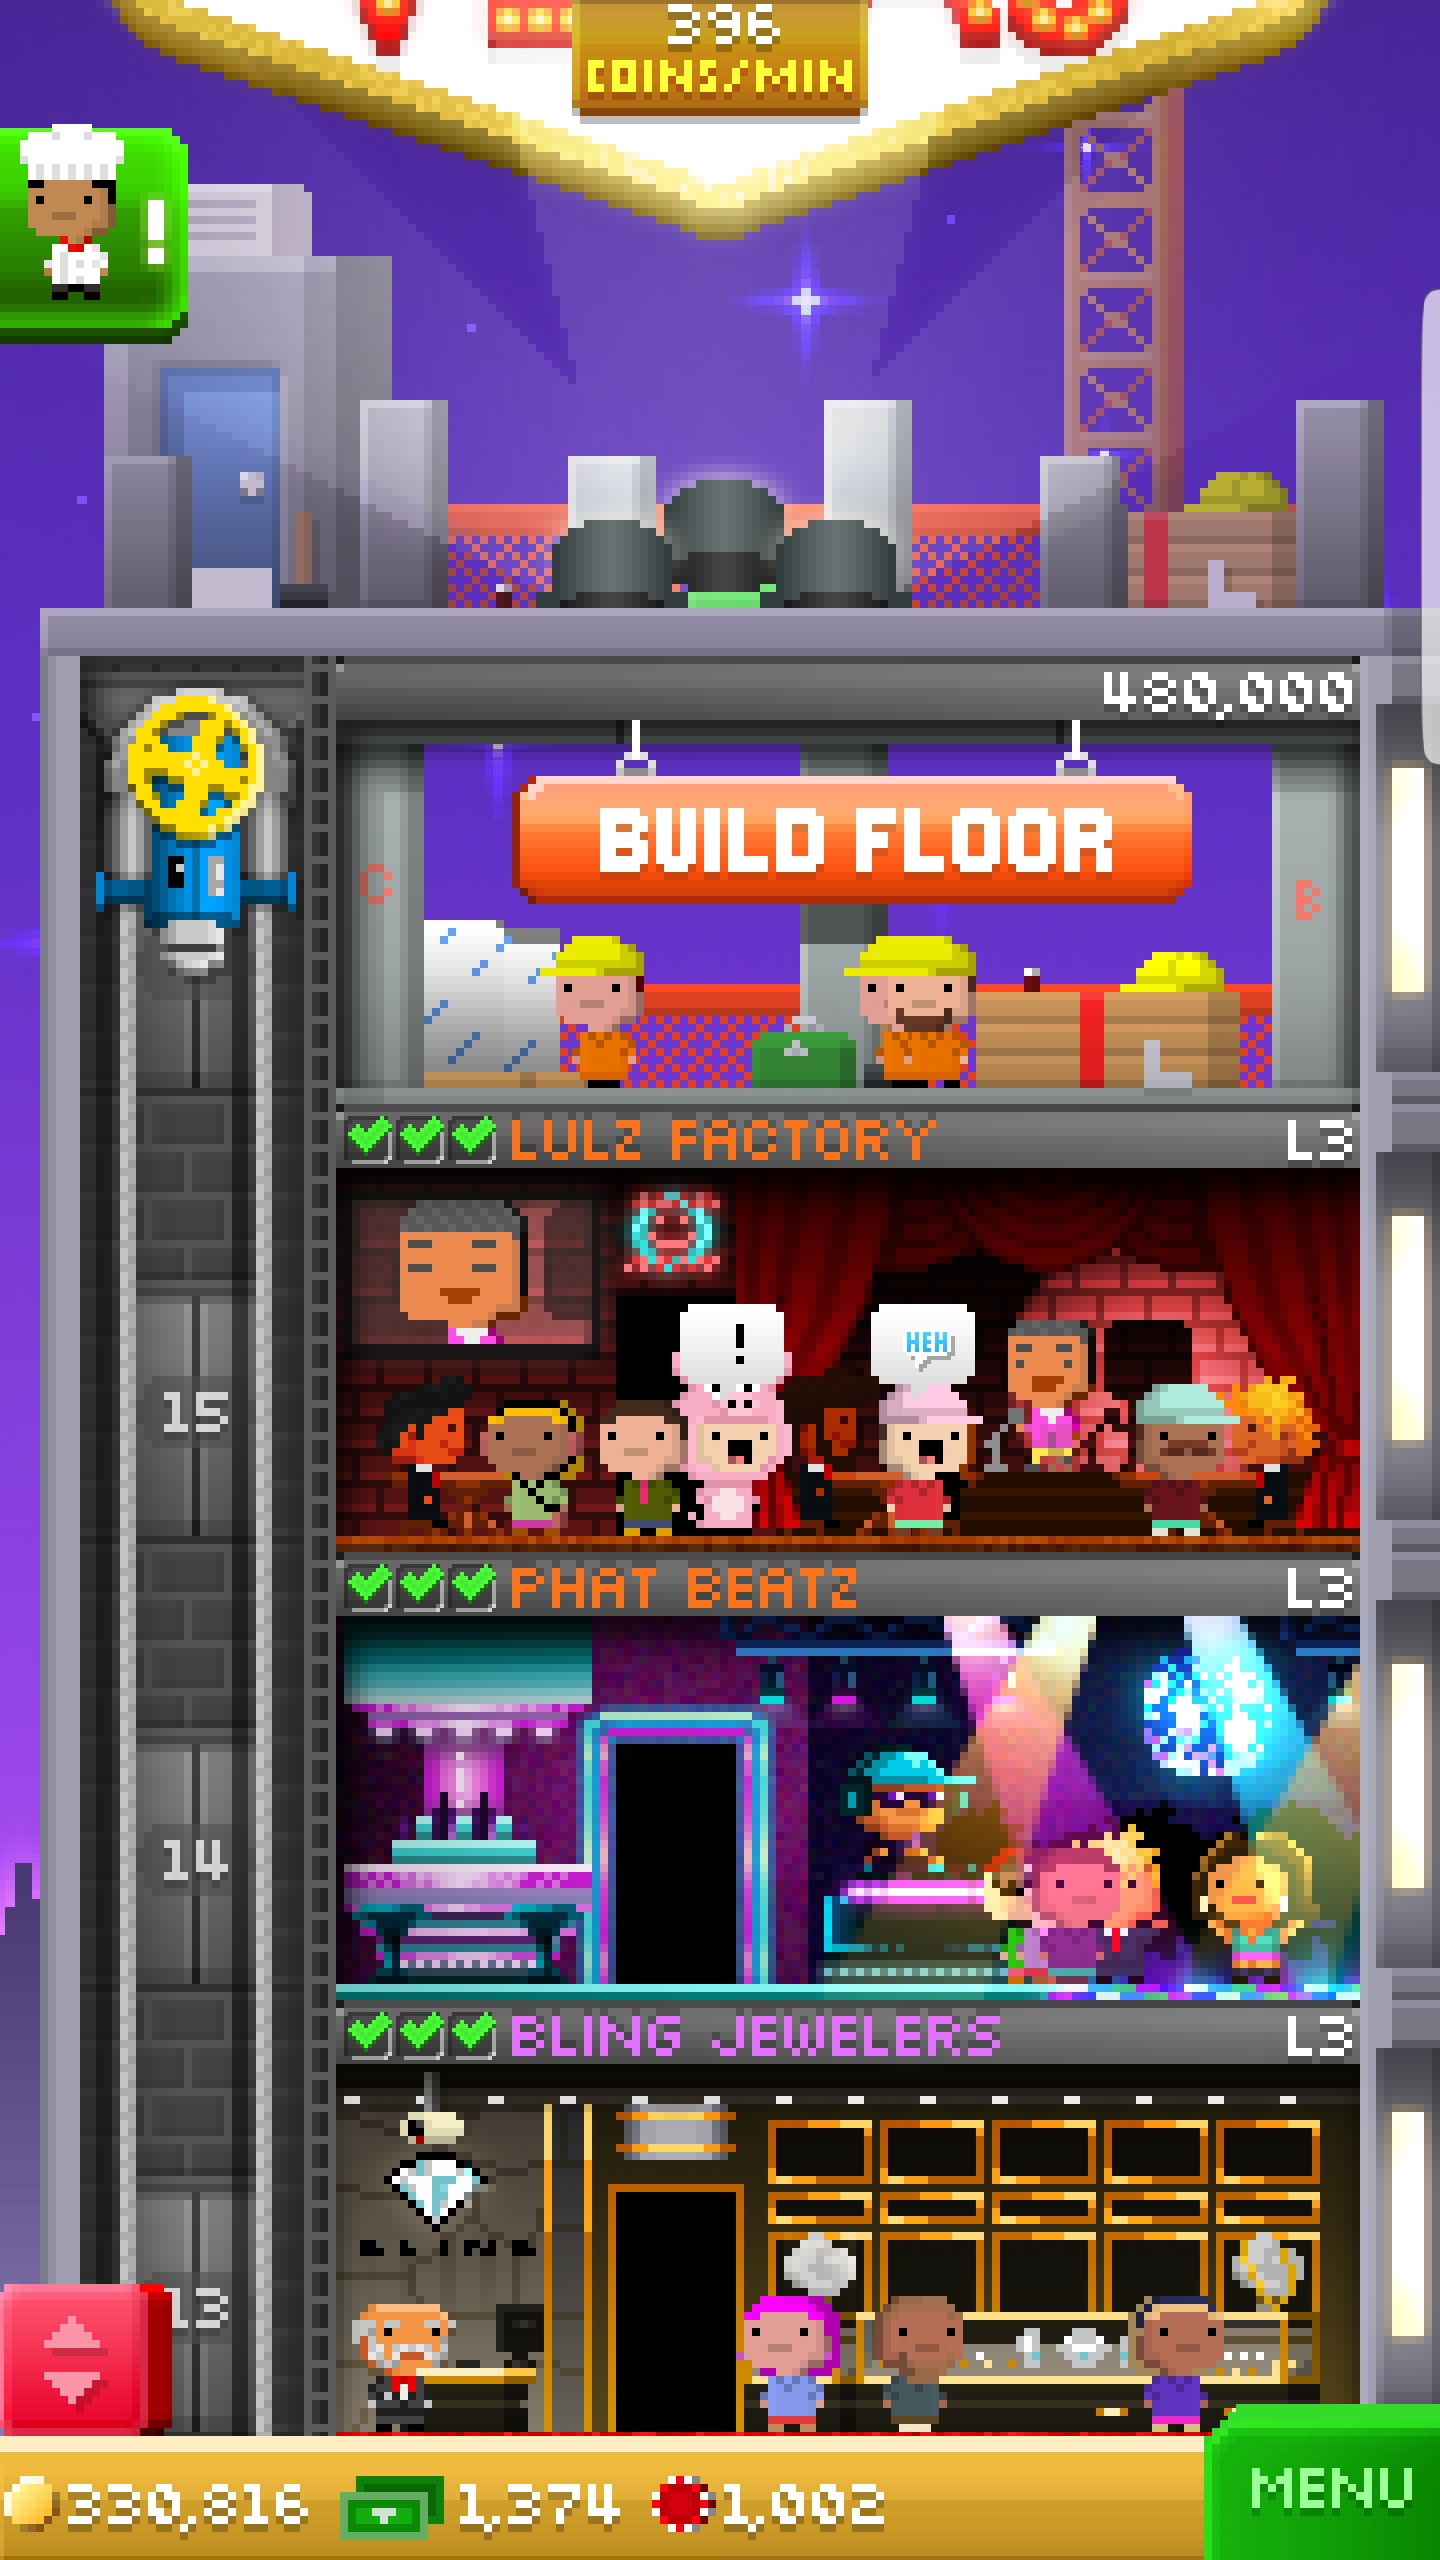 396
COINS/MIN
!
480,000
BUILD FLOOR
C
B
LULZ FACTORY L3
!
HEH
15
PHAT BEATZ L3
14
BLING JEWELERS L3
BLING
13
330,816 1,374 1,002
MENU